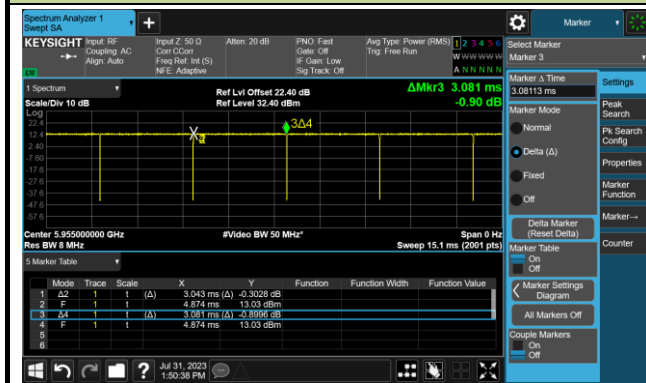 Spectrum Analyzer 1
Swept SA
+
Marker
KEYSIGHT
Input: RF
Coupling: AC
Align: Auto
Input Z: 50 Ω
Corr CCorr
Freq Ref: Int (S)
NFE: Adaptive
Atten: 20 dB
PNO: Fast
Gate: Off
IF Gain: Low
Sig Track: Off
Avg Type: Power (RMS)
Trig: Free Run
1 2 3 4 5 6
W W W W W W
A N N N N N
Select Marker
Marker 3
1 Spectrum
Scale/Div 10 dB
Ref Lvl Offset 22.40 dB
Ref Level 32.40 dBm
ΔMkr3 3.081 ms
-0.90 dB
Log
22.4
12.4
2.40
-7.60
-17.6
-27.6
-37.6
-47.6
-57.6
3Δ4
Center 5.955000000 GHz
Res BW 8 MHz
#Video BW 50 MHz*
Span 0 Hz
Sweep 15.1 ms (2001 pts)
5 Marker Table
Mode Trace Scale X Y Function Function Width Function Value
1 Δ2 1 t (Δ) 3.043 ms (Δ) -0.3028 dB
2 F 1 t 4.874 ms 13.03 dBm
3 Δ4 1 t (Δ) 3.081 ms (Δ) -0.8996 dB
4 F 1 t 4.874 ms 13.03 dBm
5
6
Marker Δ Time
3.08113 ms
Marker Mode
Normal
Delta (Δ)
Fixed
Off
Delta Marker
(Reset Delta)
Marker Table
On
Off
Marker Settings
Diagram
All Markers Off
Couple Markers
On
Off
Settings
Peak
Search
Pk Search
Config
Properties
Marker
Function
Marker→
Counter
?
Jul 31, 2023
1:50:38 PM